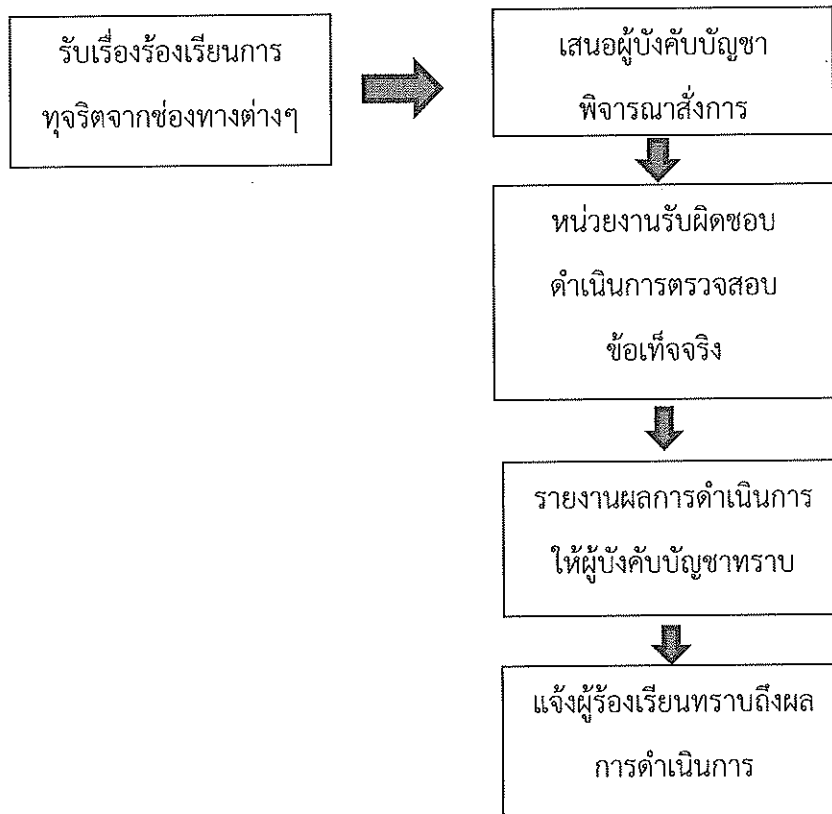 รับเรื่องร้องเรียนการ
ทุจริตจากช่องทางต่างๆ
เสนอผู้บังคับบัญชา
พิจารณาสั่งการ
หน่วยงานรับผิดชอบ
ดำเนินการตรวจสอบ
ข้อเท็จจริง
รายงานผลการดำเนินการ
ให้ผู้บังคับบัญชาทราบ
แจ้งผู้ร้องเรียนทราบถึงผล
การดำเนินการ